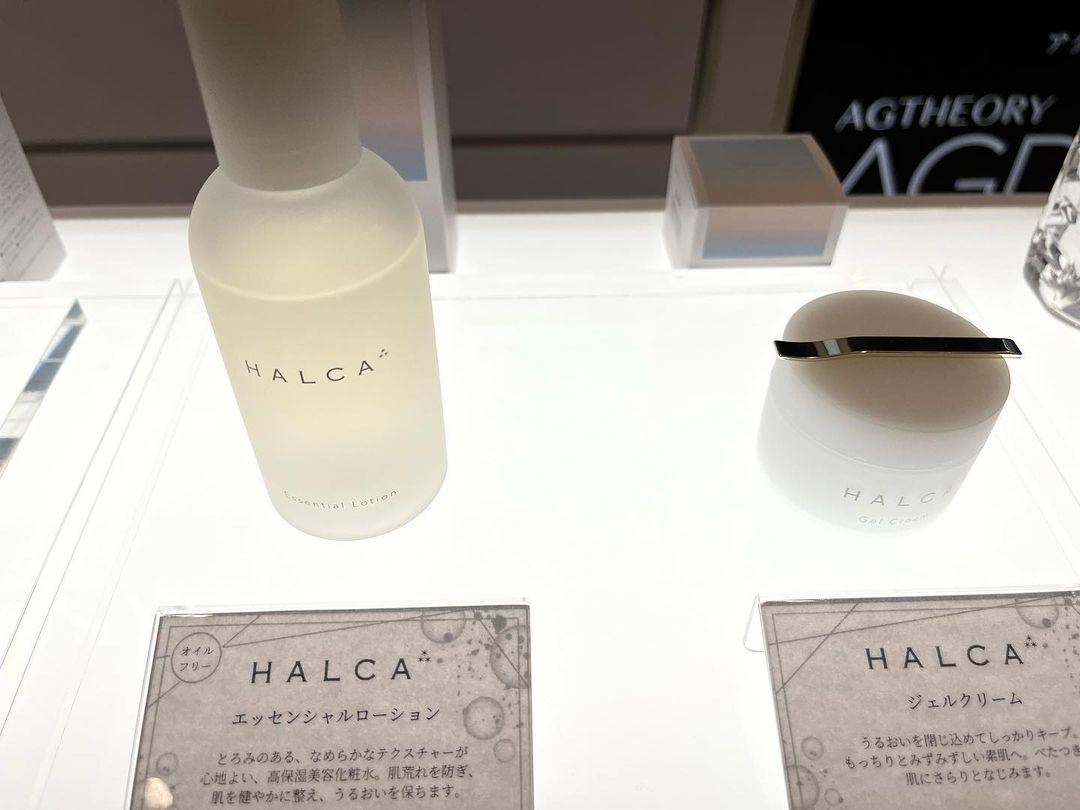 アク
AGTHEORY
AGD
HALCA
Essential Lotion
HALCA
Gel Cream
オイル
フリー
HALCA
エッセンシャルローション
とろみのある、なめらかなテクスチャーが
心地よい、高保湿美容化粧水。肌荒れを防ぎ、
肌を健やかに整え、うるおいを保ちます。
HALCA
ジェルクリーム
うるおいを閉じ込めてしっかりキープ。
もっちりとみずみずしい素肌へ。べたつき
肌にさらりとなじみます。